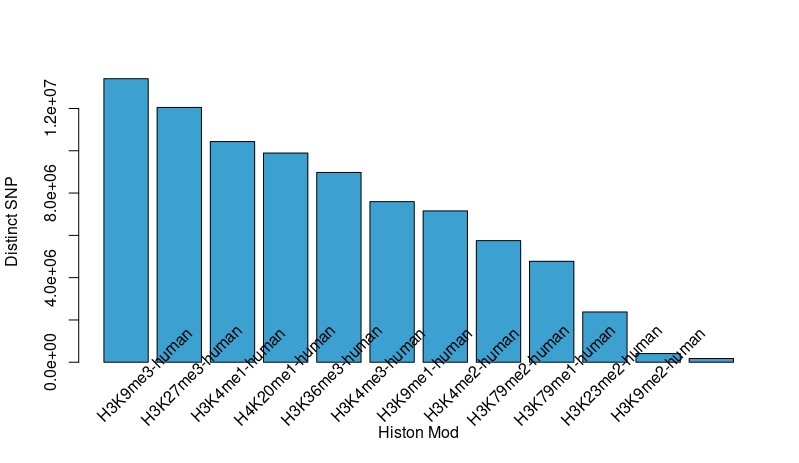 Distinct SNP
1.2e+07
8.0e+06
4.0e+06
0.0e+00
H3K9me3-human
H3K27me3-human
H3K4me1-human
H4K20me1-human
H3K36me3-human
H3K4me3-human
H3K9me1-human
H3K4me2-human
H3K79me2-human
H3K79me1-human
H3K23me2-human
H3K9me2-human
Histon Mod